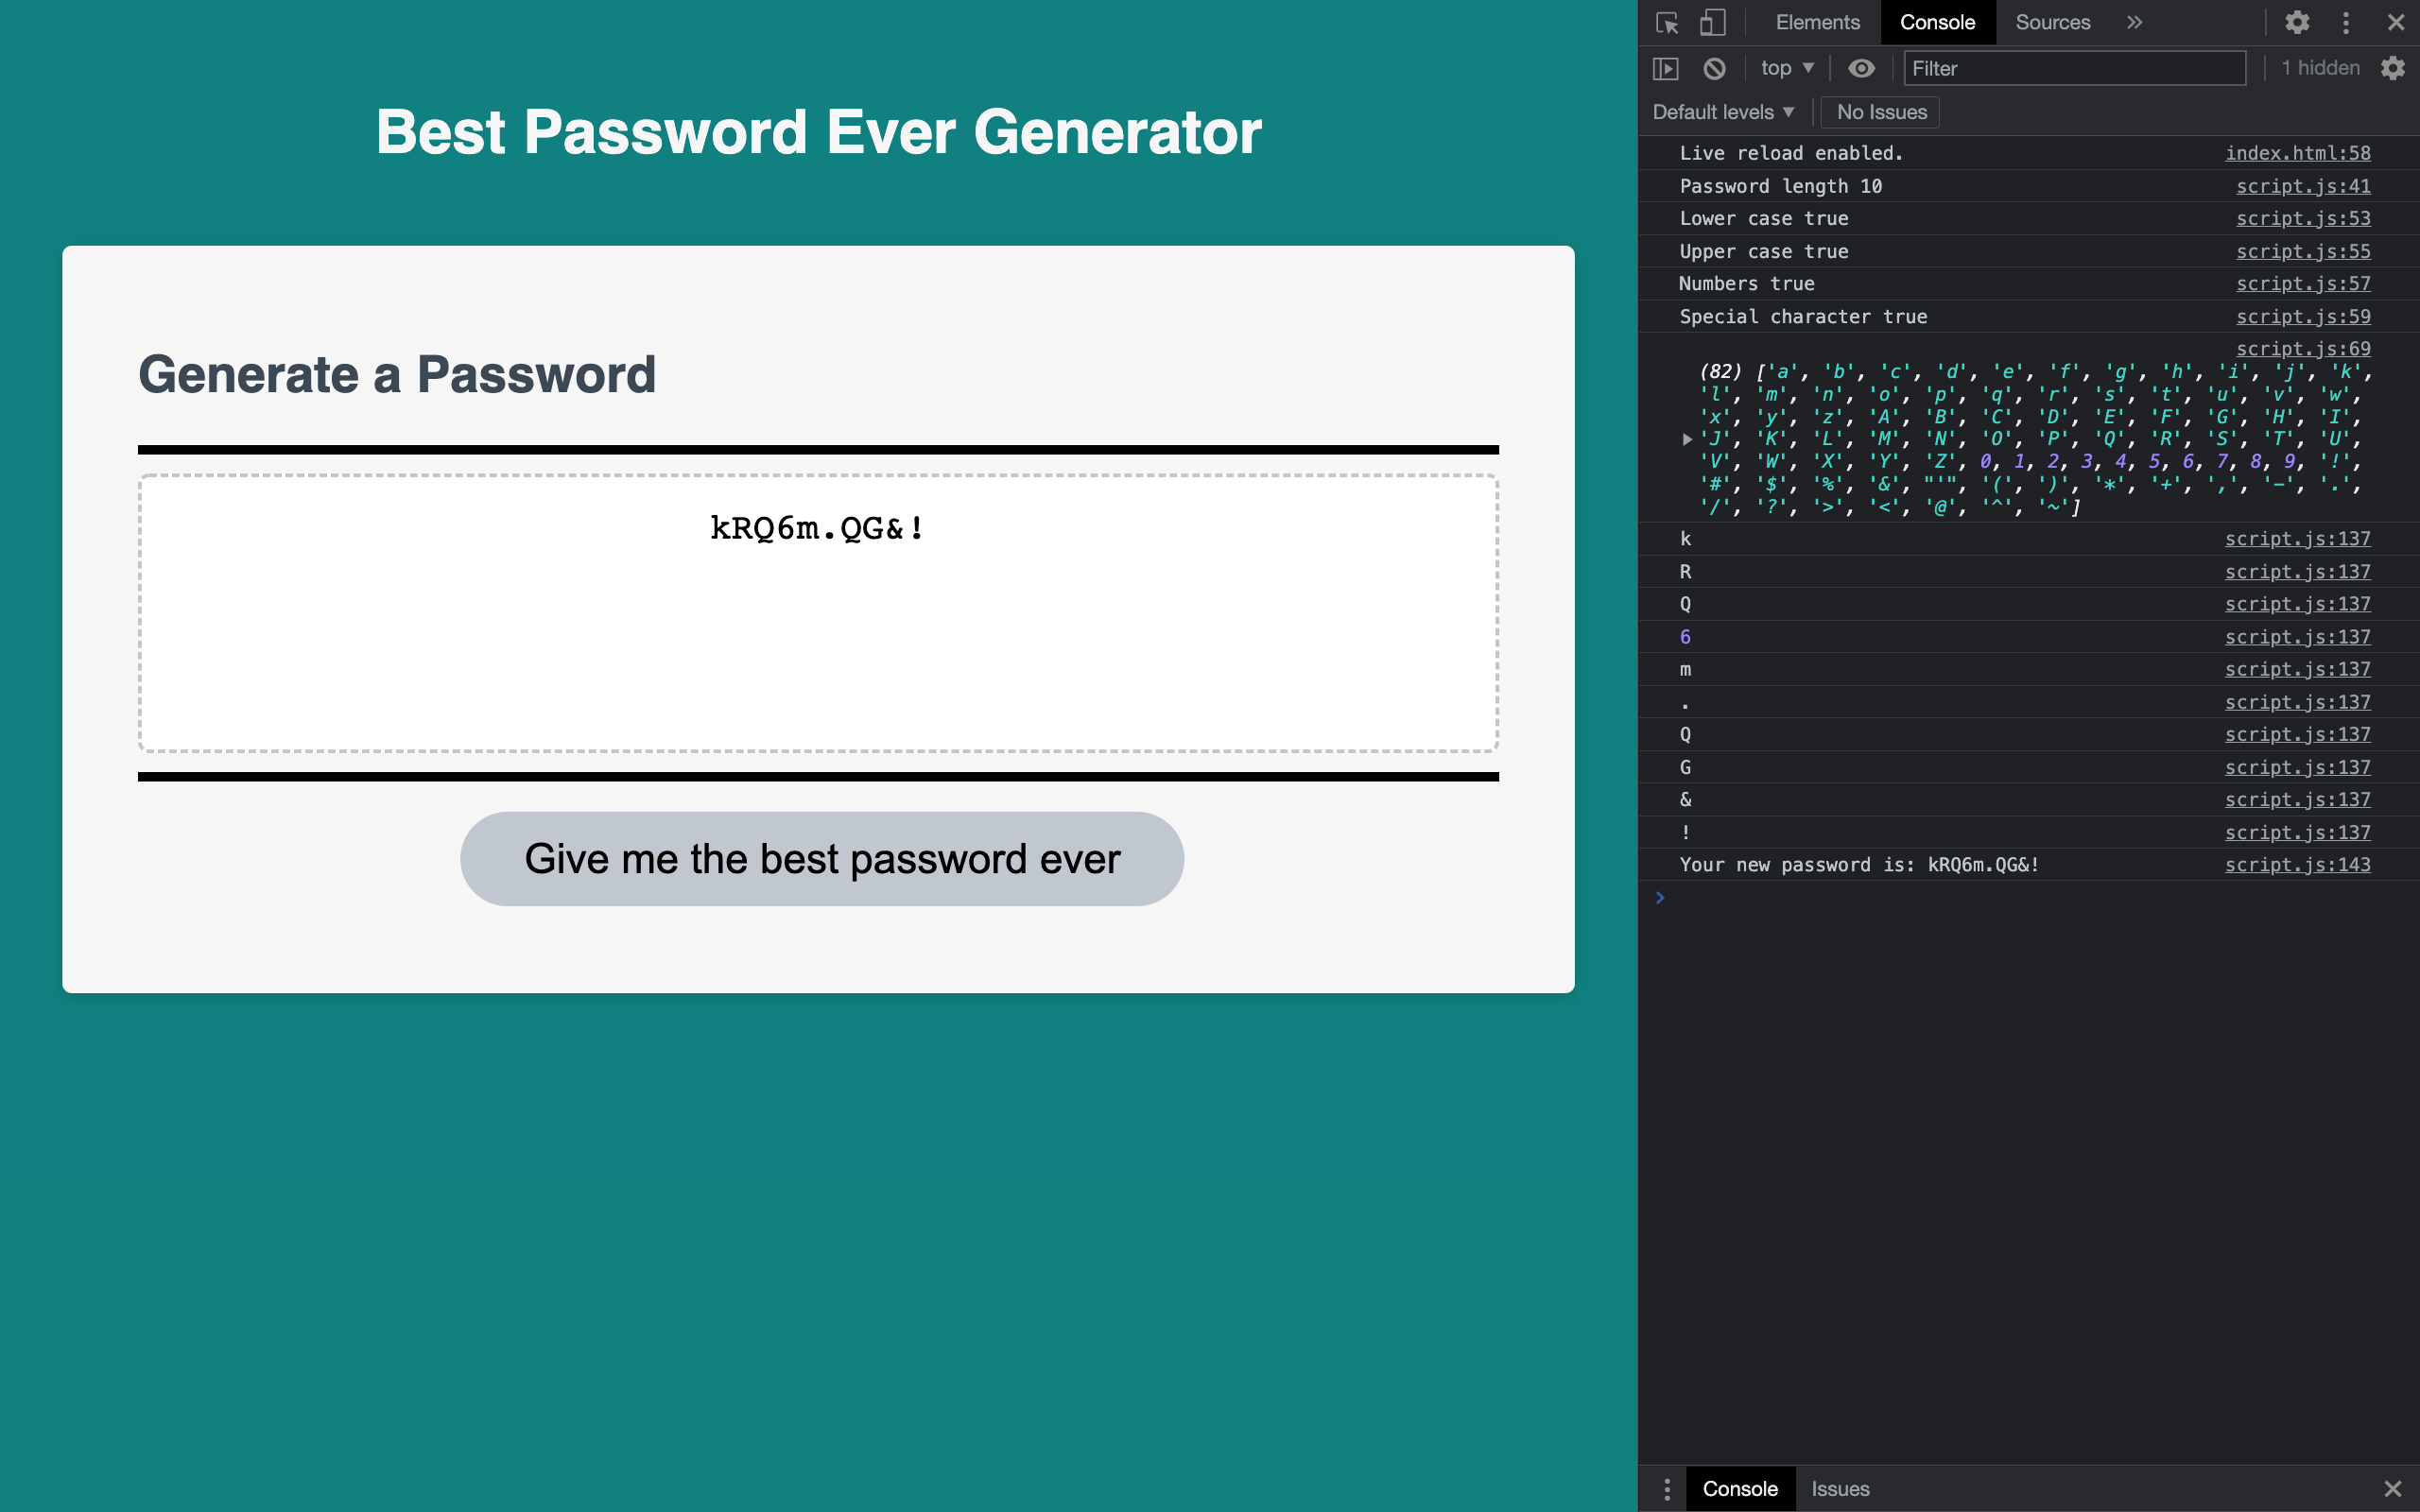 Best Password Ever Generator
Generate a Password
kRQ6m.QG&!
Give me the best password ever
Elements Console Sources
top ▼ Filter 1 hidden
Default levels ▼ No Issues
Live reload enabled. index.html:58
Password length 10 script.js:41
Lower case true script.js:53
Upper case true script.js:55
Numbers true script.js:57
Special character true script.js:59
script.js:69
(82) ['a', 'b', 'c', 'd', 'e', 'f', 'g', 'h', 'i', 'j', 'k',
'l', 'm', 'n', 'o', 'p', 'q', 'r', 's', 't', 'u', 'v', 'w',
'x', 'y', 'z', 'A', 'B', 'C', 'D', 'E', 'F', 'G', 'H', 'I',
'J', 'K', 'L', 'M', 'N', 'O', 'P', 'Q', 'R', 'S', 'T', 'U',
'V', 'W', 'X', 'Y', 'Z', 0, 1, 2, 3, 4, 5, 6, 7, 8, 9, '!',
'#', '$', '%', '&', "'", '(', ')', '*', '+', ',', '-', '.',
'/', '?', '>', '<', '@', '^', '~']
k script.js:137
R script.js:137
Q script.js:137
6 script.js:137
m script.js:137
. script.js:137
Q script.js:137
G script.js:137
& script.js:137
! script.js:137
Your new password is: kRQ6m.QG&! script.js:143
Console Issues